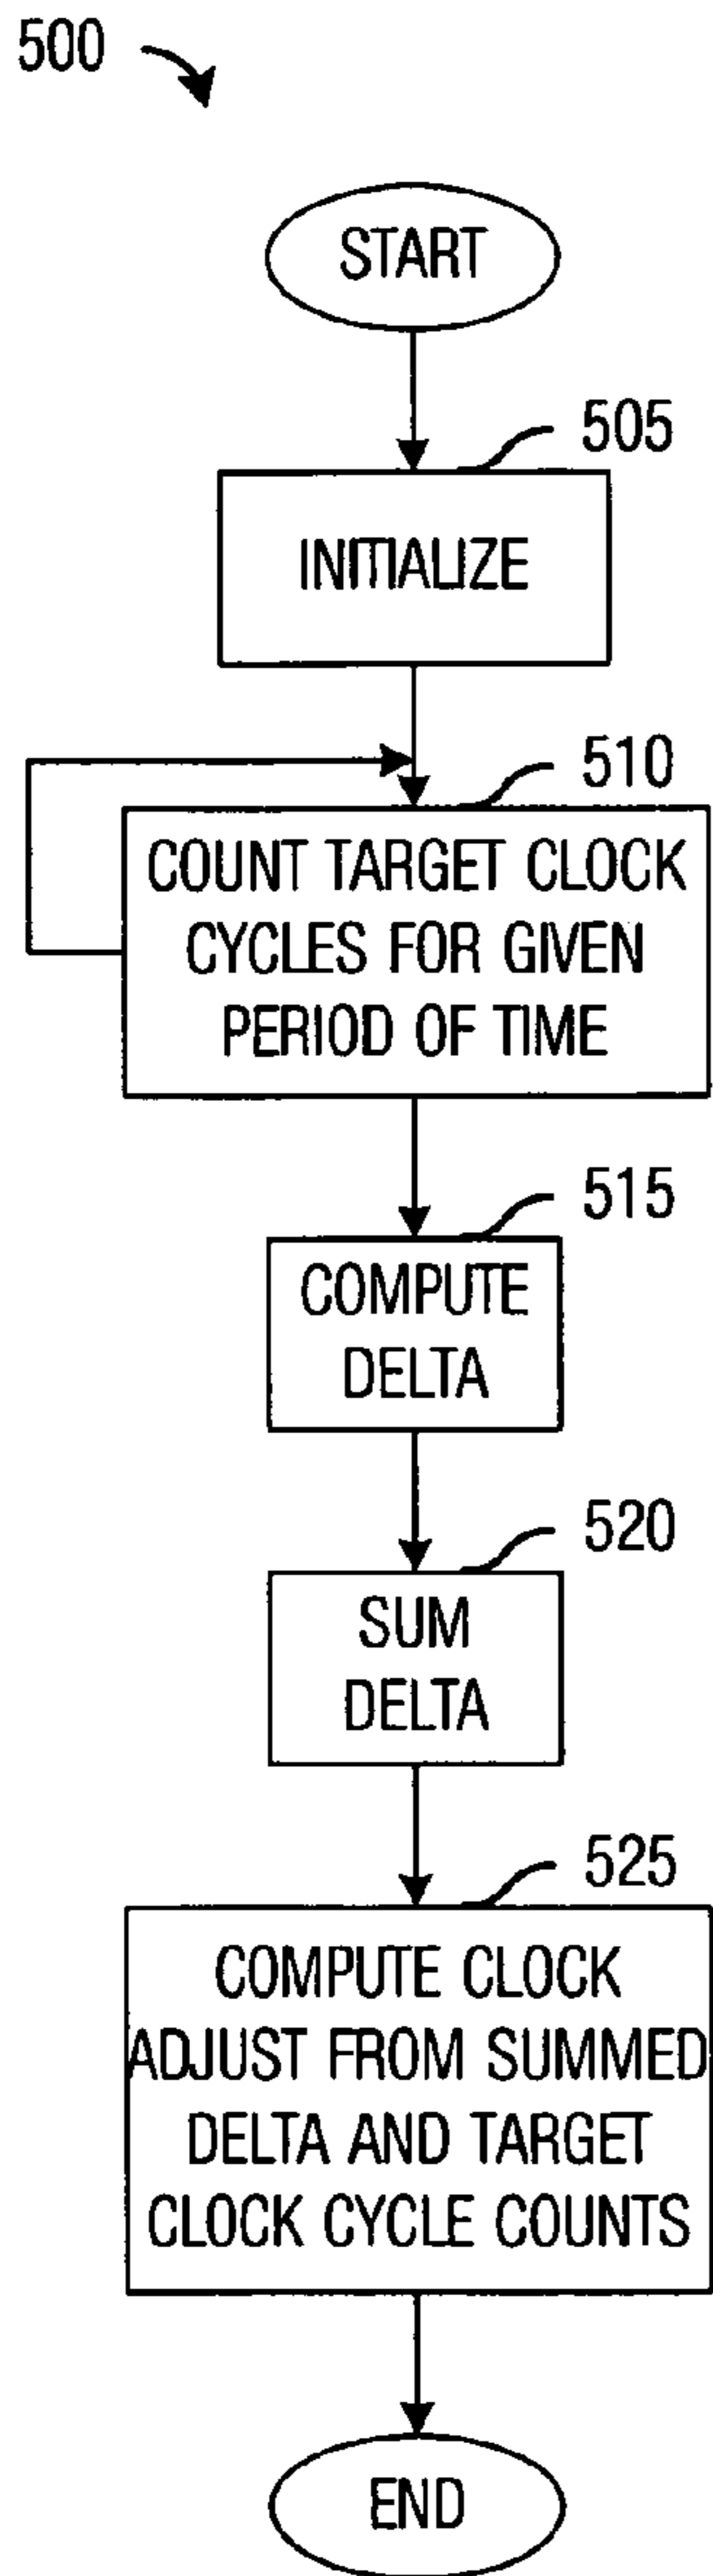 500
START
505
INITIALIZE
510
COUNT TARGET CLOCK
CYCLES FOR GIVEN
PERIOD OF TIME
515
COMPUTE
DELTA
520
SUM
DELTA
525
COMPUTE CLOCK
ADJUST FROM SUMMED
DELTA AND TARGET
CLOCK CYCLE COUNTS
END